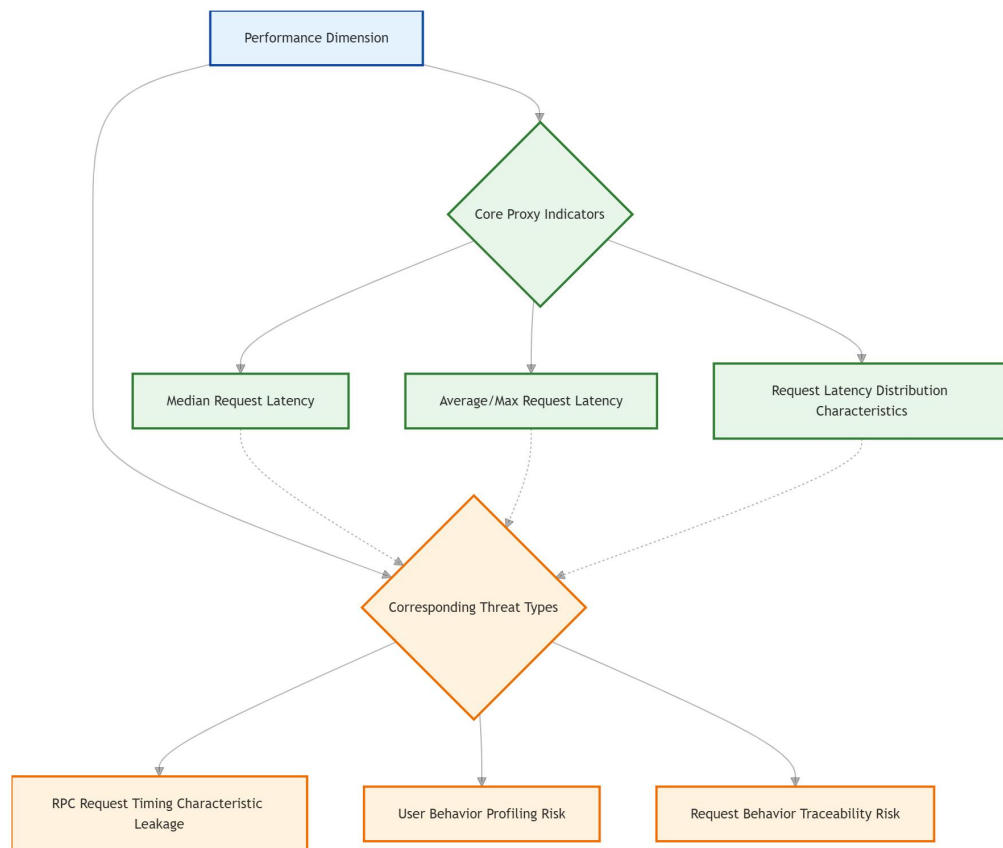 Performance Dimension
Core Proxy Indicators
Median Request Latency
Average/Max Request Latency
Request Latency Distribution
Characteristics
Corresponding Threat Types
RPC Request Timing Characteristic
Leakage
User Behavior Profiling Risk
Request Behavior Traceability Risk